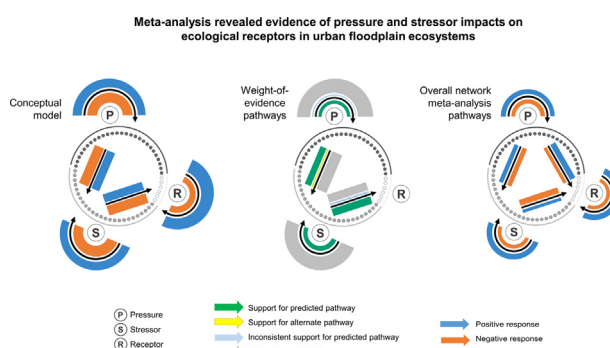 Meta-analysis revealed evidence of pressure and stressor impacts on
ecological receptors in urban floodplain ecosystems
Conceptual
model
P
R
S
Weight-of-
evidence
pathways
P
R
S
Overall network
meta-analysis
pathways
P
R
S
P Pressure
S Stressor
R Receptor
Support for predicted pathway
Support for alternate pathway
Inconsistent support for predicted pathway
Positive response
Negative response